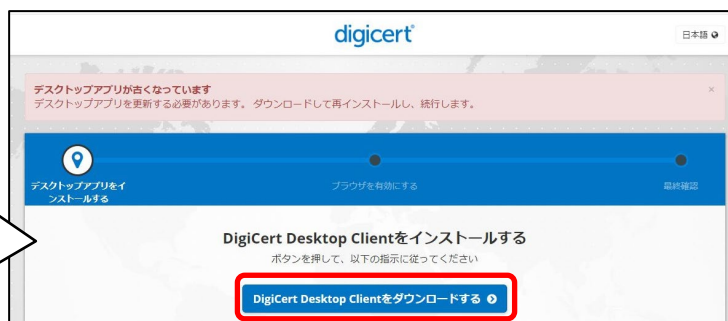 digicert®
日本語
デスクトップアプリが古くなっています
×
デスクトップアプリを更新する必要があります。 ダウンロードして再インストールし、続行します。
デスクトップアプリをイ
ンストールする
ブラウザを有効にする
最終確認
DigiCert Desktop Clientをインストールする
ボタンを押して、以下の指示に従ってください
DigiCert Desktop Clientをダウンロードする